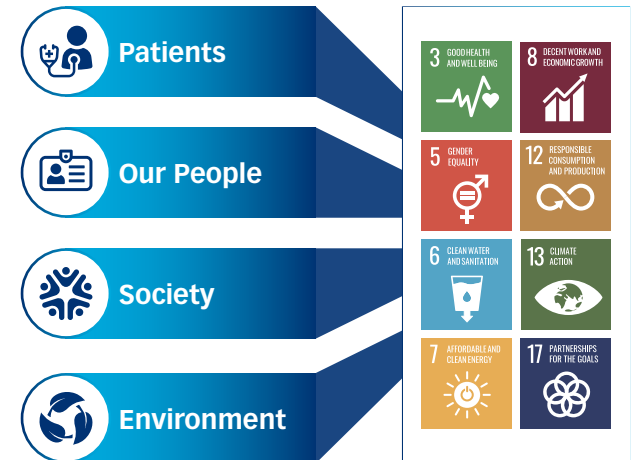 Patients
Our People
Society
Environment
3 GOOD HEALTH
AND WELL BEING
8 DECENT WORK AND
ECONOMIC GROWTH
5 GENDER
EQUALITY
12 RESPONSIBLE
CONSUMPTION
AND PRODUCTION
6 CLEAN WATER
AND SANITATION
13 CLIMATE
ACTION
7 AFFORDABLE AND
CLEAN ENERGY
17 PARTNERSHIPS
FOR THE GOALS